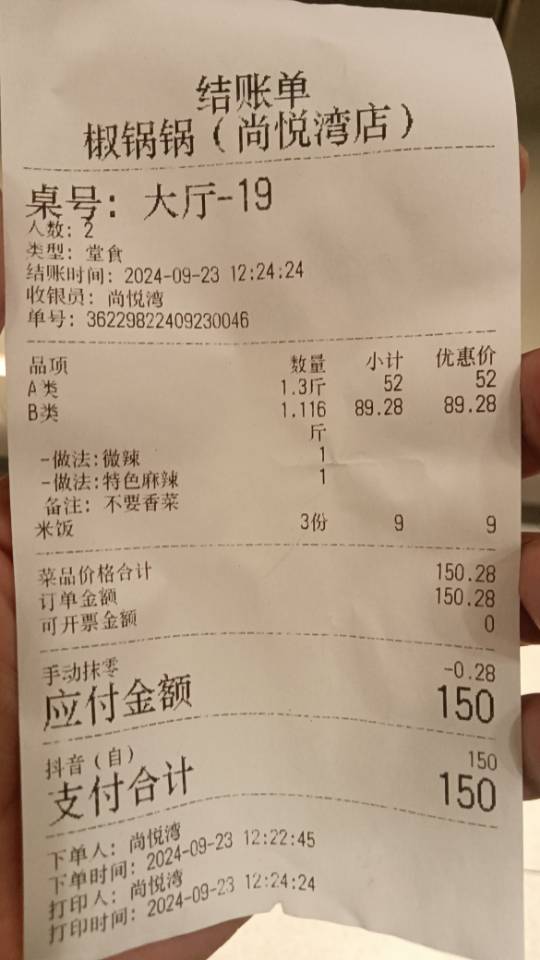 结账单
椒锅锅（尚悦湾店）
桌号：大厅-19
人数：2
类型：堂食
结账时间：2024-09-23 12:24:24
收银员：尚悦湾
单号：36229822409230046
品项 数量 小计 优惠价
A类 1.3斤 52 52
B类 1.116 89.28 89.28
斤
-做法:微辣 1
-做法:特色麻辣 1
备注：不要香菜
米饭 3份 9 9
菜品价格合计 150.28
订单金额 150.28
可开票金额 0
手动抹零 -0.28
应付金额 150
抖音（自） 150
支付合计 150
下单人：尚悦湾
下单时间：2024-09-23 12:22:45
打印人：尚悦湾
打印时间：2024-09-23 12:24:24